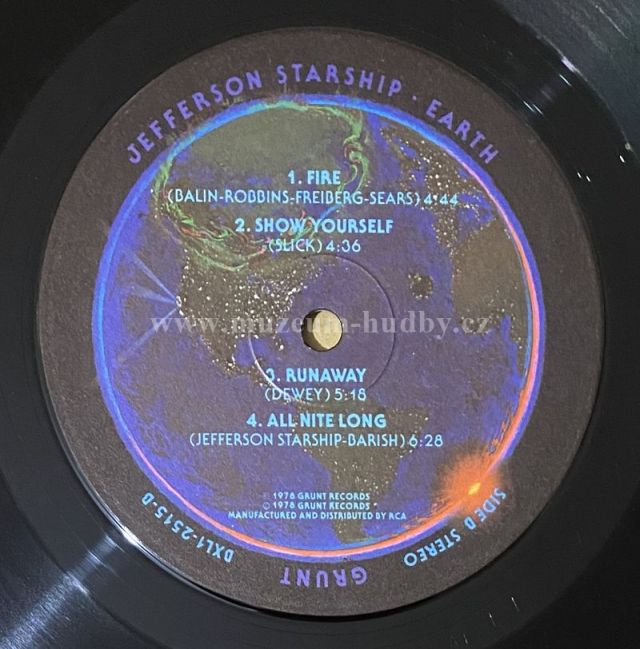 JEFFERSON STARSHIP · EARTH
1. FIRE
(BALIN-ROBBINS-FREIBERG-SEARS) 4:44
2. SHOW YOURSELF
(SLICK) 4:36
www.muzeum-hudby.cz
3. RUNAWAY
(DEWEY) 5:18
4. ALL NITE LONG
(JEFFERSON STARSHIP-BARISH) 6:28
℗ 1978 GRUNT RECORDS
© 1978 GRUNT RECORDS
MANUFACTURED AND DISTRIBUTED BY RCA
DXL1-2515-B
GRUNT
SIDE B STEREO